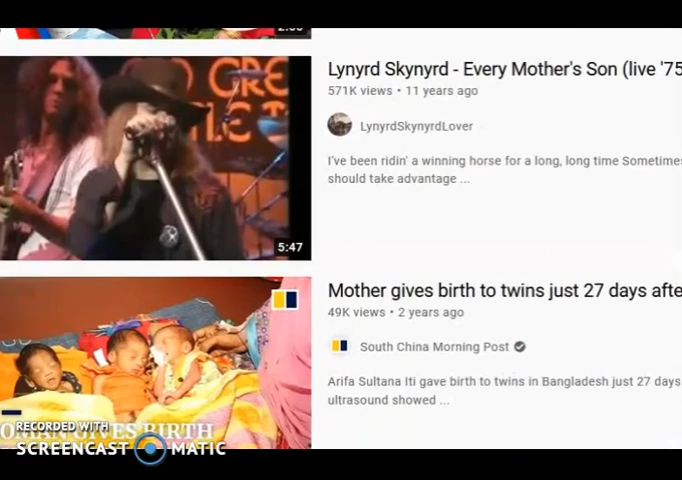 Lynyrd Skynyrd - Every Mother's Son (live '75
571K views • 11 years ago
LynyrdSkynyrdLover
I've been ridin' a winning horse for a long, long time Sometimes
should take advantage ...
5:47
Mother gives birth to twins just 27 days afte
49K views • 2 years ago
South China Morning Post
Arifa Sultana Iti gave birth to twins in Bangladesh just 27 days
ultrasound showed ...
OMAN GIVES BIRTH
RECORDED WITH
SCREENCAST MATIC